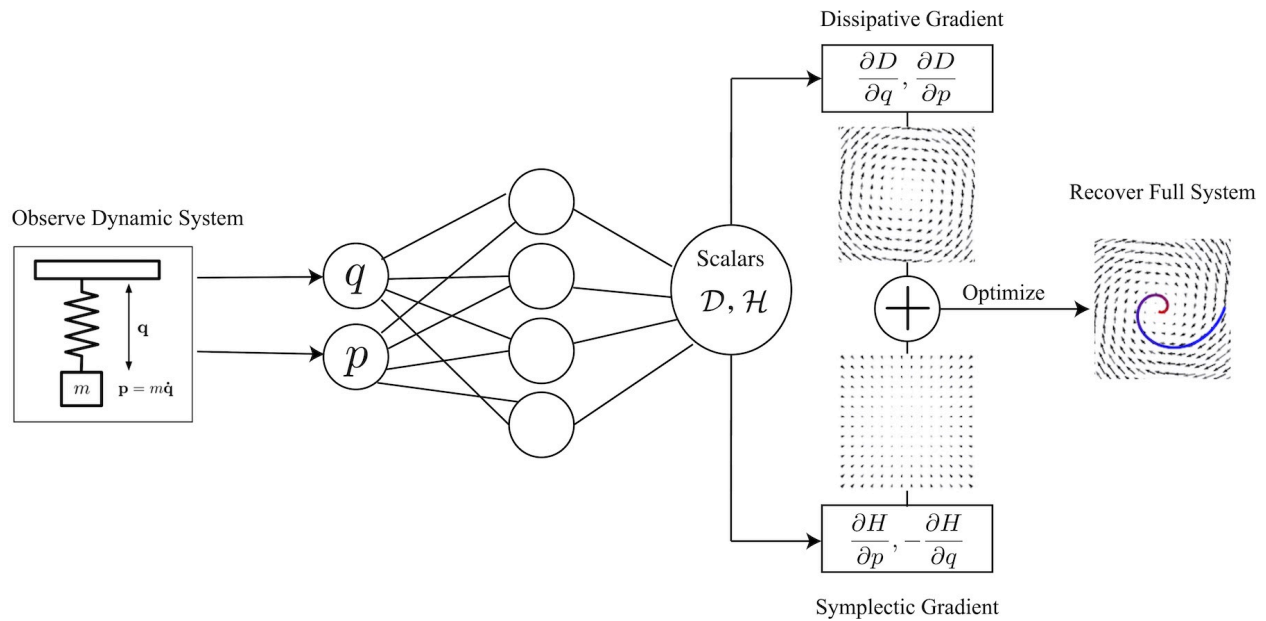 Observe Dynamic System
q
m
p = mq̇
q
p
Scalars
𝒟, ℋ
Dissipative Gradient
∂D/∂q, ∂D/∂p
Optimize
∂H/∂p, −∂H/∂q
Symplectic Gradient
Recover Full System